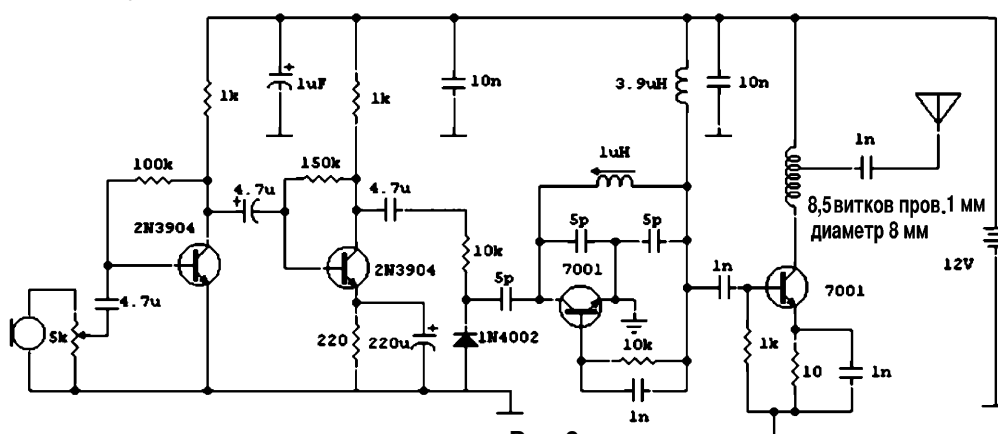 1k
1uF
1k
10n
3.9uH
10n
100k
4.7u
150k
4.7u
1uH
1n
2N3904
2N3904
10k
5p
5p
5p
7001
8,5 витков пров.1 мм
диаметр 8 мм
12V
1n
7001
4.7u
5k
220
220u
1N4002
10k
1n
1k
10
1n